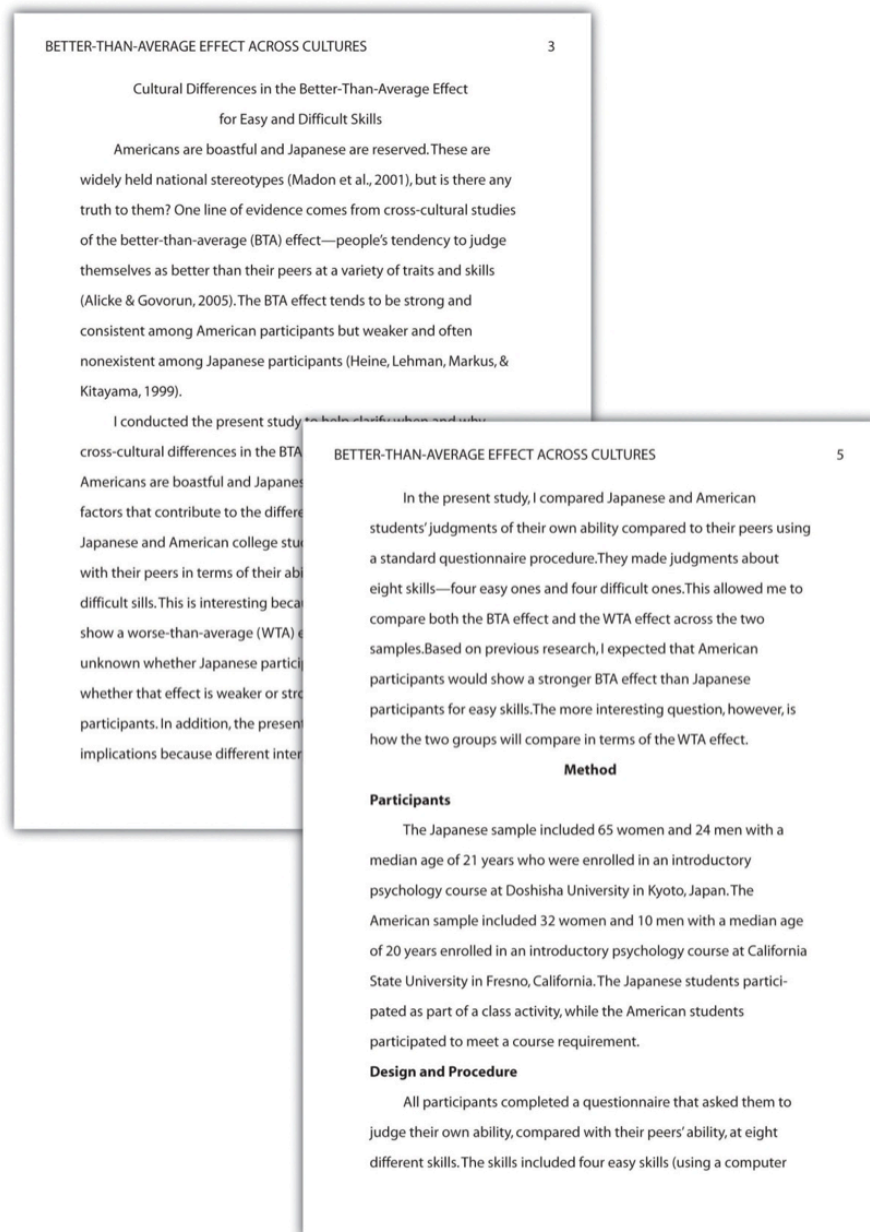 BETTER-THAN-AVERAGE EFFECT ACROSS CULTURES 3
Cultural Differences in the Better-Than-Average Effect
for Easy and Difficult Skills
Americans are boastful and Japanese are reserved. These are
widely held national stereotypes (Madon et al., 2001), but is there any
truth to them? One line of evidence comes from cross-cultural studies
of the better-than-average (BTA) effect—people's tendency to judge
themselves as better than their peers at a variety of traits and skills
(Alicke & Govorun, 2005). The BTA effect tends to be strong and
consistent among American participants but weaker and often
nonexistent among Japanese participants (Heine, Lehman, Markus, &
Kitayama, 1999).
I conducted the present study to help clarify when and why
cross-cultural differences in the BTA
Americans are boastful and
factors that contribute to the
Japanese and American college
with their peers in terms of their
difficult sills. This is interesting
show a worse-than-average (WTA)
unknown whether Japanese
whether that effect is weaker or
participants. In addition, the
implications because different
BETTER-THAN-AVERAGE EFFECT ACROSS CULTURES 5
In the present study, I compared Japanese and American
students' judgments of their own ability compared to their peers using
a standard questionnaire procedure.They made judgments about
eight skills—four easy ones and four difficult ones.This allowed me to
compare both the BTA effect and the WTA effect across the two
samples.Based on previous research, I expected that American
participants would show a stronger BTA effect than Japanese
participants for easy skills.The more interesting question, however, is
how the two groups will compare in terms of the WTA effect.
Method
Participants
The Japanese sample included 65 women and 24 men with a
median age of 21 years who were enrolled in an introductory
psychology course at Doshisha University in Kyoto, Japan. The
American sample included 32 women and 10 men with a median age
of 20 years enrolled in an introductory psychology course at California
State University in Fresno, California. The Japanese students partici-
pated as part of a class activity, while the American students
participated to meet a course requirement.
Design and Procedure
All participants completed a questionnaire that asked them to
judge their own ability, compared with their peers' ability, at eight
different skills. The skills included four easy skills (using a computer